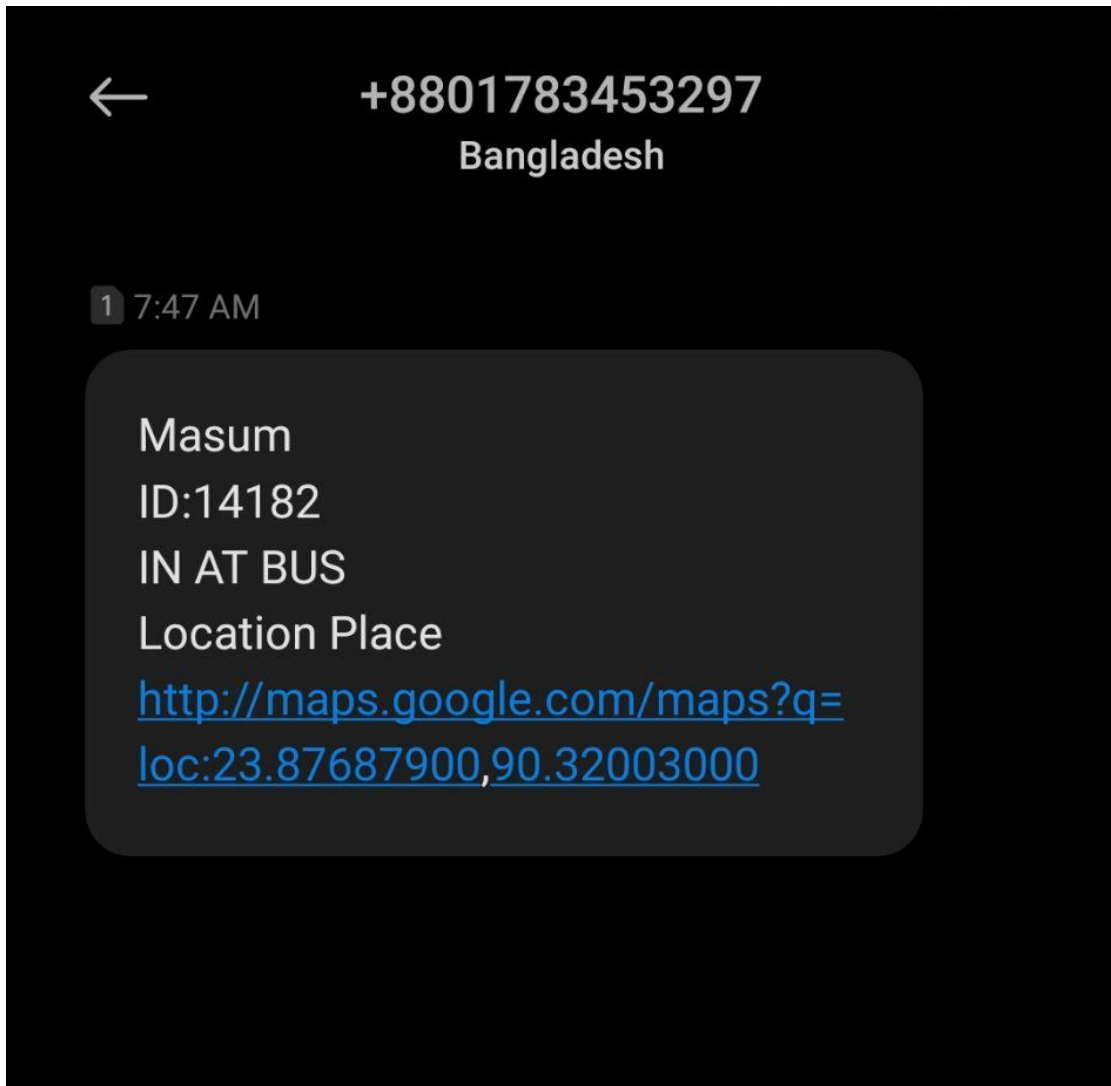 +8801783453297
Bangladesh
1 7:47 AM
Masum
ID:14182
IN AT BUS
Location Place
http://maps.google.com/maps?q=
loc:23.87687900,90.32003000